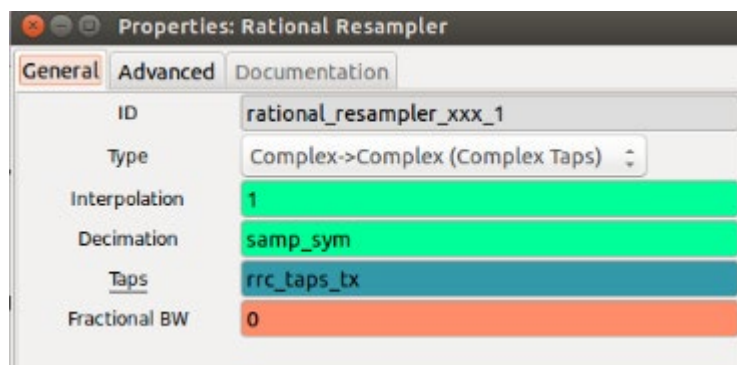 Properties: Rational Resampler
General Advanced Documentation
ID rational_resampler_xxx_1
Type Complex->Complex (Complex Taps)
Interpolation 1
Decimation samp_sym
Taps rrc_taps_tx
Fractional BW 0